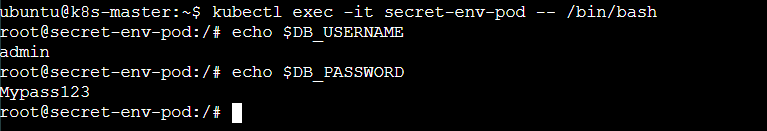 ubuntu@k8s-master:~$ kubectl exec -it secret-env-pod -- /bin/bash
root@secret-env-pod:/# echo $DB_USERNAME
admin
root@secret-env-pod:/# echo $DB_PASSWORD
Mypass123
root@secret-env-pod:/#